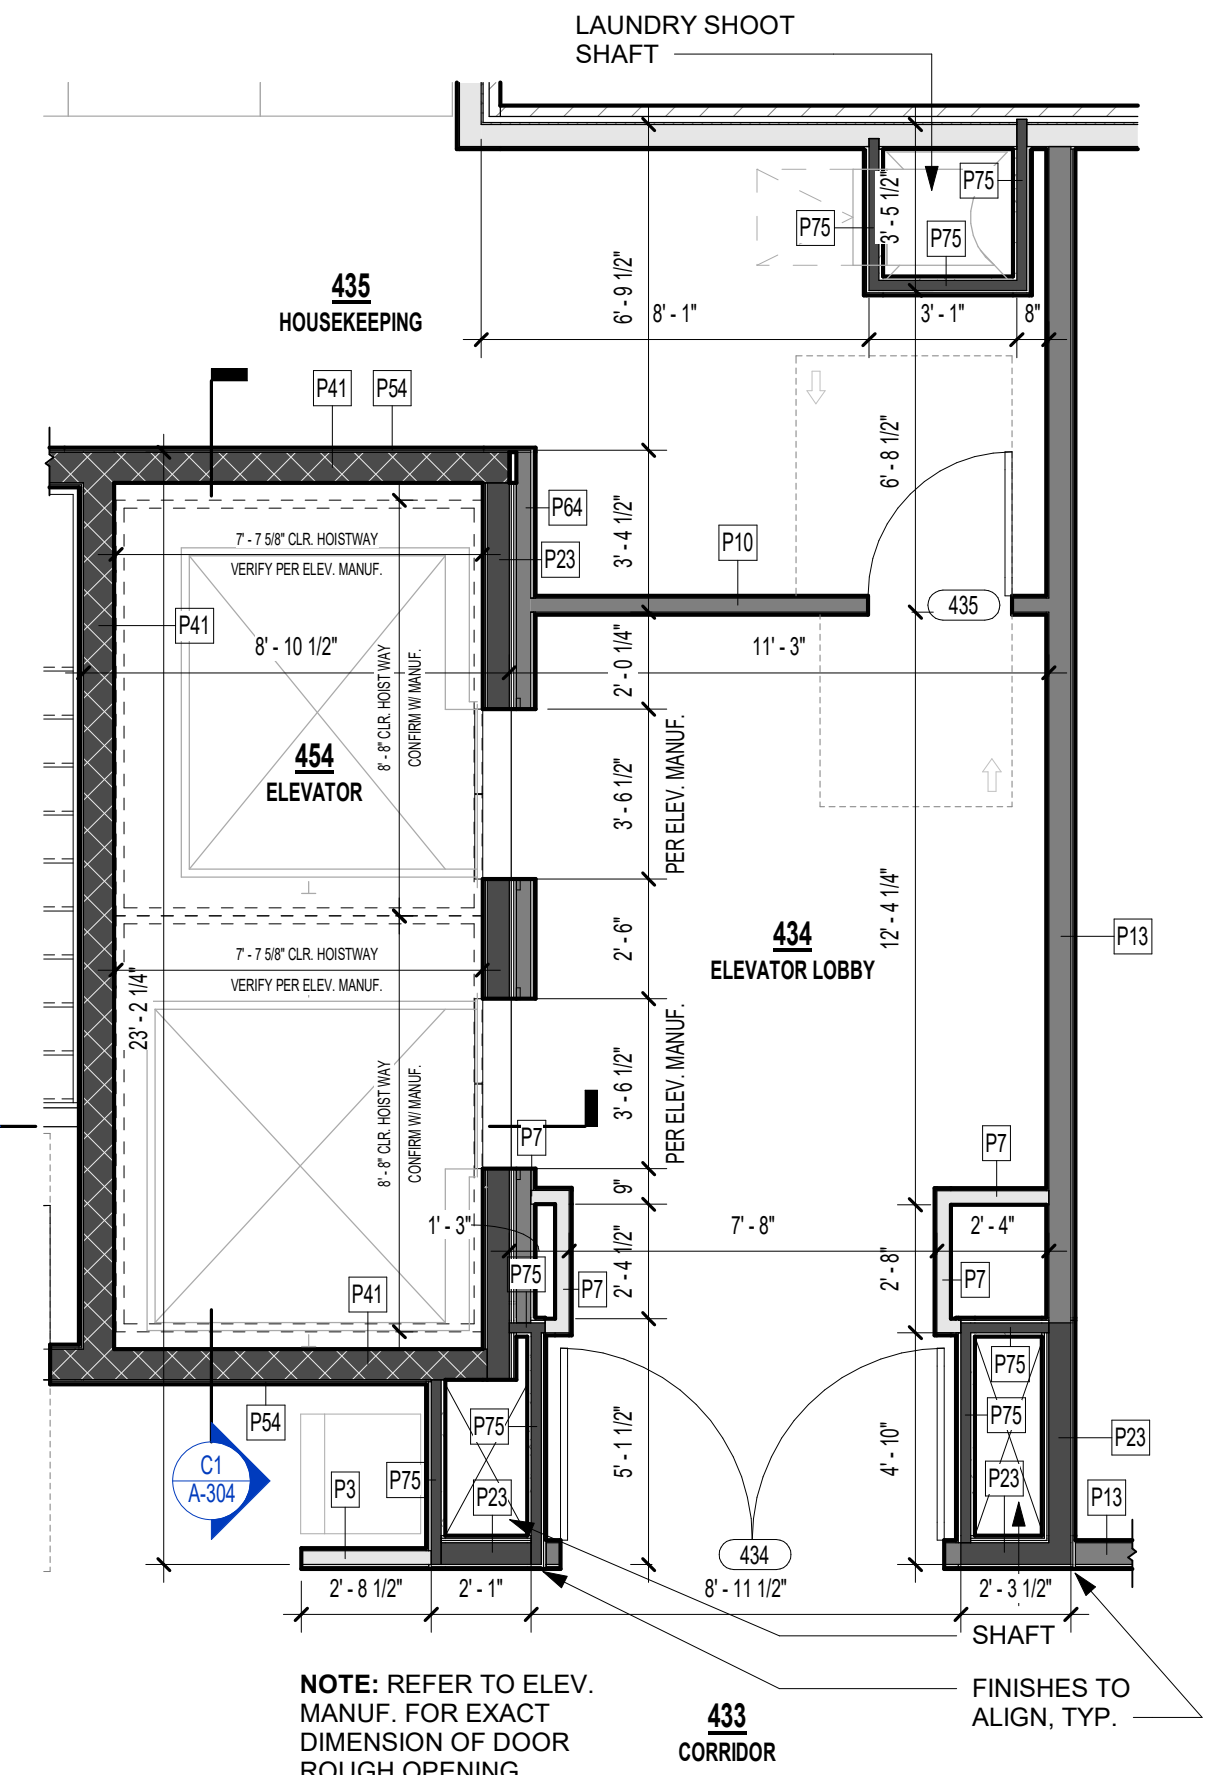 LAUNDRY SHOOT
SHAFT
P75
P75
P75
3' - 5 1/2"
435
HOUSEKEEPING
6' - 9 1/2"
8' - 1"
3' - 1"
8"
P41
P54
6' - 8 1/2"
P64
P23
P10
3' - 4 1/2"
7' - 7 5/8" CLR. HOISTWAY
VERIFY PER ELEV. MANUF.
435
P41
8' - 10 1/2"
11' - 3"
2' - 0 1/4"
8' - 8" CLR. HOIST WAY
CONFIRM W/ MANUF.
454
ELEVATOR
3' - 6 1/2"
PER ELEV. MANUF.
12' - 4 1/4"
434
ELEVATOR LOBBY
P13
2' - 6"
7' - 7 5/8" CLR. HOISTWAY
VERIFY PER ELEV. MANUF.
23' - 2 1/4"
8' - 8" CLR. HOIST WAY
CONFIRM W/ MANUF.
3' - 6 1/2"
PER ELEV. MANUF.
P7
P7
9"
1' - 3"
7' - 8"
2' - 4"
2' - 4 1/2"
2' - 8"
P75
P7
P7
P41
P75
P54
P75
P75
P23
5' - 1 1/2"
4' - 10"
C1
A-304
P3
P75
P23
P23
P13
434
2' - 8 1/2"
2' - 1"
8' - 11 1/2"
2' - 3 1/2"
SHAFT
FINISHES TO
ALIGN, TYP.
NOTE: REFER TO ELEV.
MANUF. FOR EXACT
DIMENSION OF DOOR
ROUGH OPENING
433
CORRIDOR